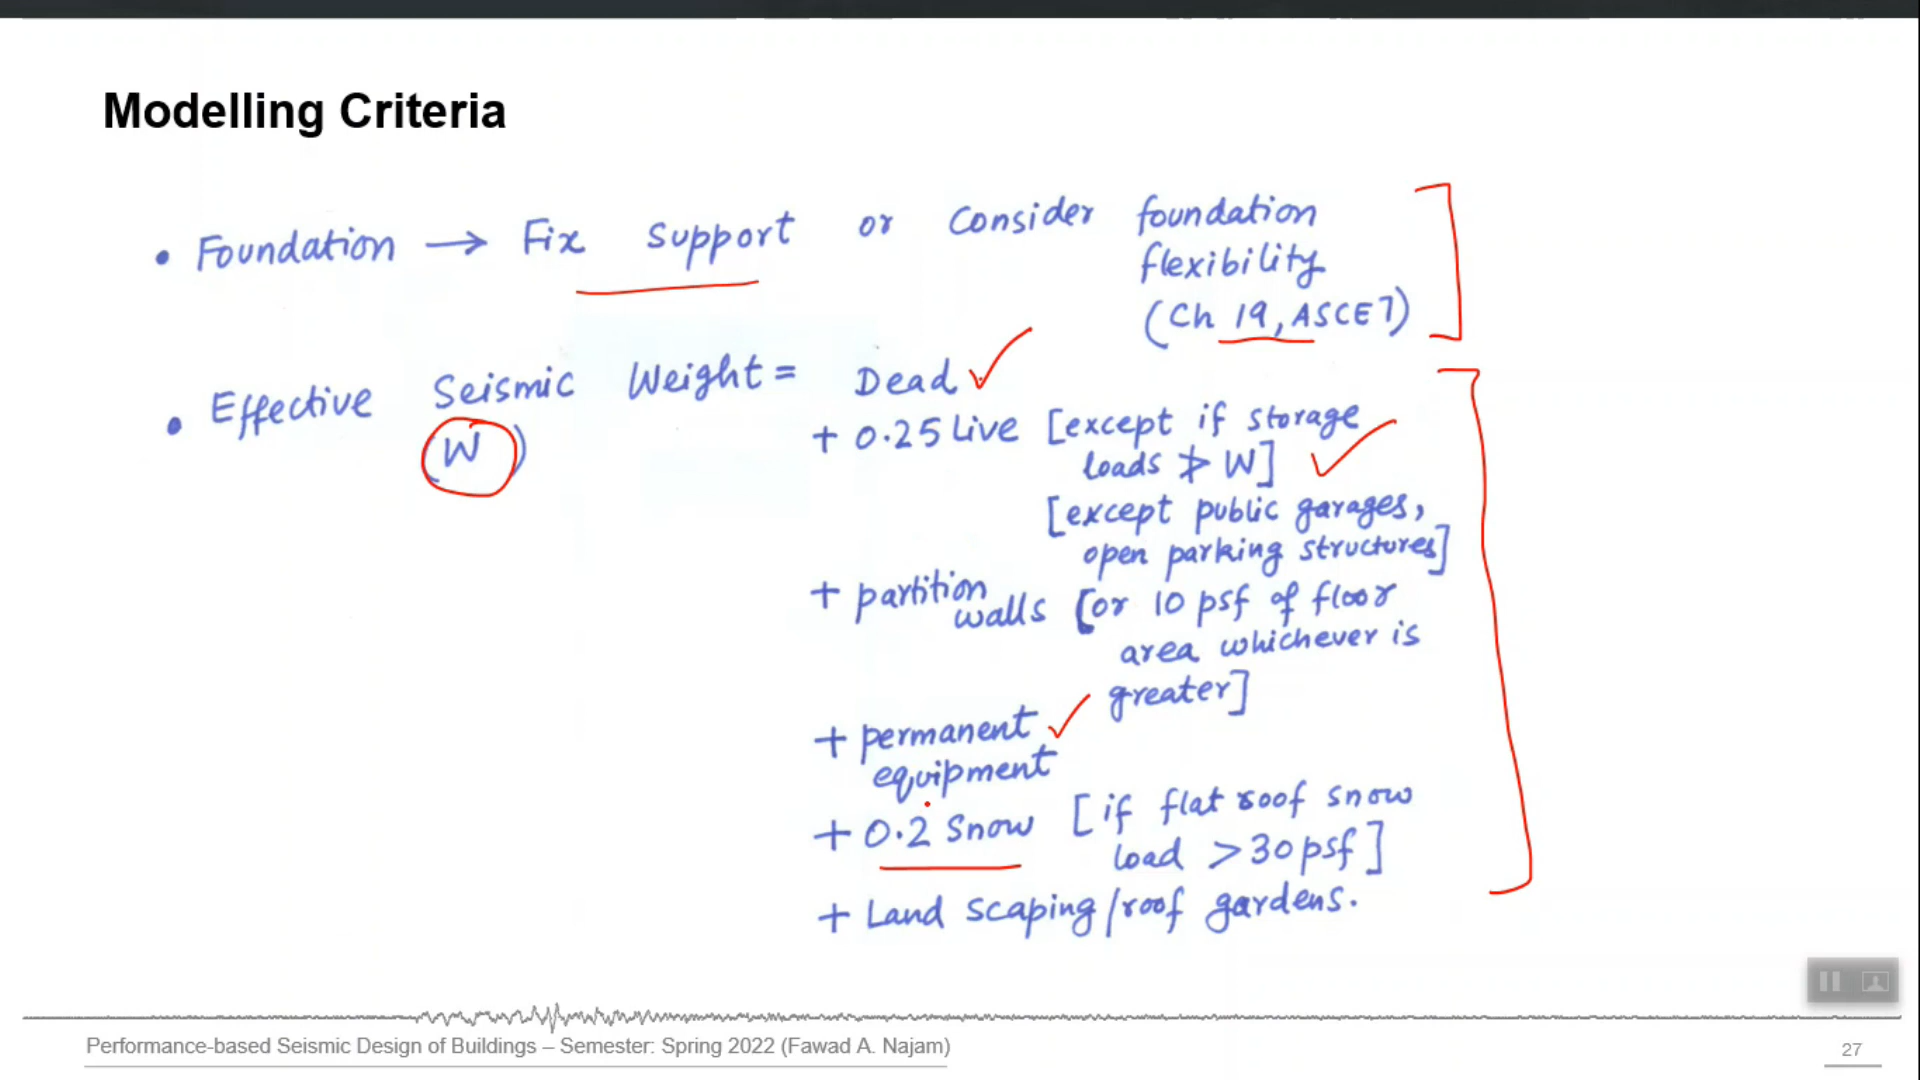 Modelling Criteria
• Foundation → Fix support or Consider foundation
flexibility
(Ch 19, ASCE7)
• Effective Seismic Weight = Dead
(W)
+ 0.25 Live [except if storage
loads ≯ W]
[except public garages,
open parking structures]
+ partition
walls [or 10 psf of floor
area whichever is
greater]
+ permanent
equipment
+ 0.2 Snow [if flat roof snow
load > 30 psf]
+ Land scaping/roof gardens.
Performance-based Seismic Design of Buildings – Semester: Spring 2022 (Fawad A. Najam)
27